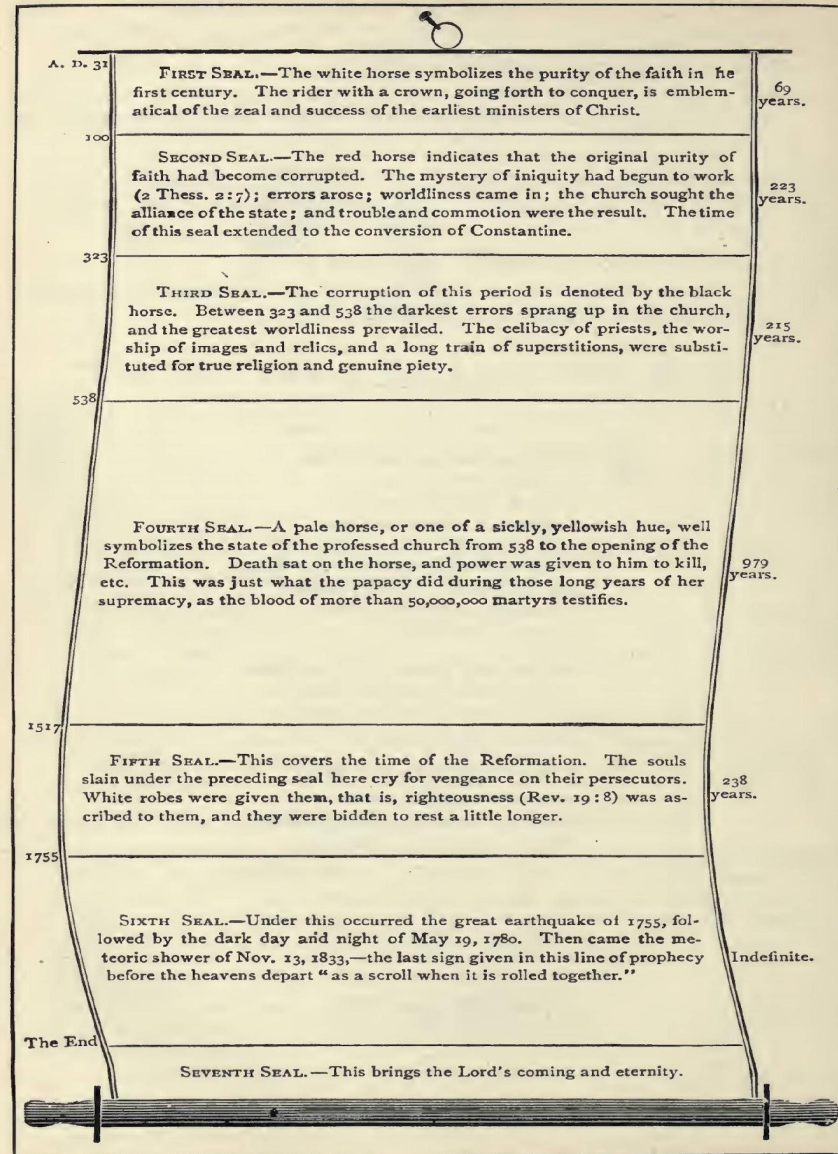 A. D. 31
FIRST SEAL.—The white horse symbolizes the purity of the faith in he
first century. The rider with a crown, going forth to conquer, is emblem-
atical of the zeal and success of the earliest ministers of Christ.
69
years.
100
SECOND SEAL.—The red horse indicates that the original purity of
faith had become corrupted. The mystery of iniquity had begun to work
(2 Thess. 2:7); errors arose; worldliness came in; the church sought the
alliance of the state; and trouble and commotion were the result. The time
of this seal extended to the conversion of Constantine.
223
years.
323
THIRD SEAL.—The corruption of this period is denoted by the black
horse. Between 323 and 538 the darkest errors sprang up in the church,
and the greatest worldliness prevailed. The celibacy of priests, the wor-
ship of images and relics, and a long train of superstitions, were substi-
tuted for true religion and genuine piety.
215
years.
538
FOURTH SEAL.—A pale horse, or one of a sickly, yellowish hue, well
symbolizes the state of the professed church from 538 to the opening of the
Reformation. Death sat on the horse, and power was given to him to kill,
etc. This was just what the papacy did during those long years of her
supremacy, as the blood of more than 50,000,000 martyrs testifies.
979
years.
1517
FIFTH SEAL.—This covers the time of the Reformation. The souls
slain under the preceding seal here cry for vengeance on their persecutors.
White robes were given them, that is, righteousness (Rev. 19:8) was as-
cribed to them, and they were bidden to rest a little longer.
238
years.
1755
SIXTH SEAL.—Under this occurred the great earthquake of 1755, fol-
lowed by the dark day and night of May 19, 1780. Then came the me-
teoric shower of Nov. 13, 1833,—the last sign given in this line of prophecy
before the heavens depart "as a scroll when it is rolled together."
Indefinite.
The End
SEVENTH SEAL.—This brings the Lord's coming and eternity.